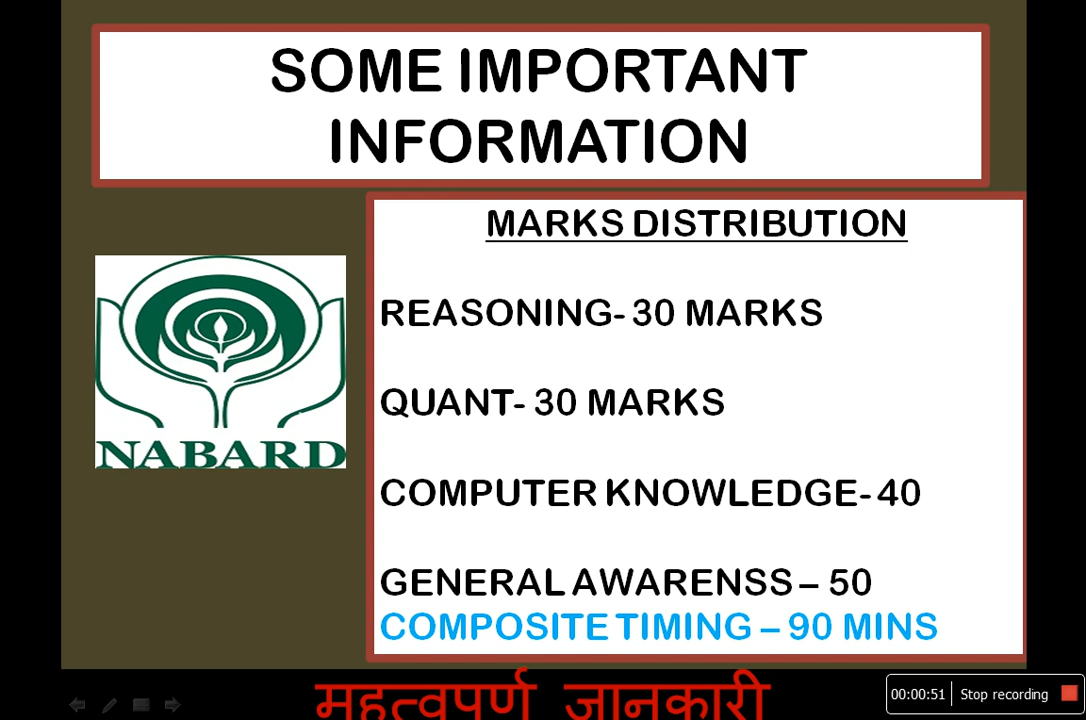 SOME IMPORTANT
INFORMATION
MARKS DISTRIBUTION
REASONING- 30 MARKS
QUANT- 30 MARKS
COMPUTER KNOWLEDGE- 40
GENERAL AWARENSS – 50
COMPOSITE TIMING – 90 MINS
NABARD
महत्वपूर्ण जानकारी
00:00:51 Stop recording